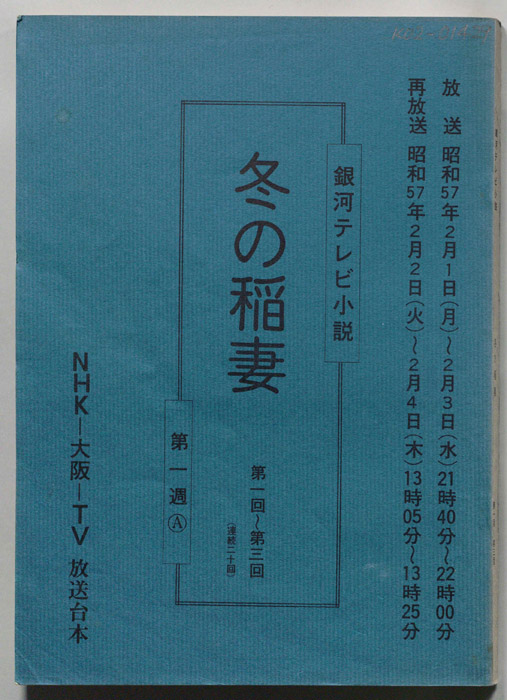 放送 昭和57年2月1日(月)～2月3日(水)21時40分～22時00分
再放送 昭和57年2月2日(火)～2月4日(木)13時05分～13時25分
銀河テレビ小説
冬の稲妻
第一回～第三回
(連続二十回)
第一週Ⓐ
NHK―大阪―TV 放送台本